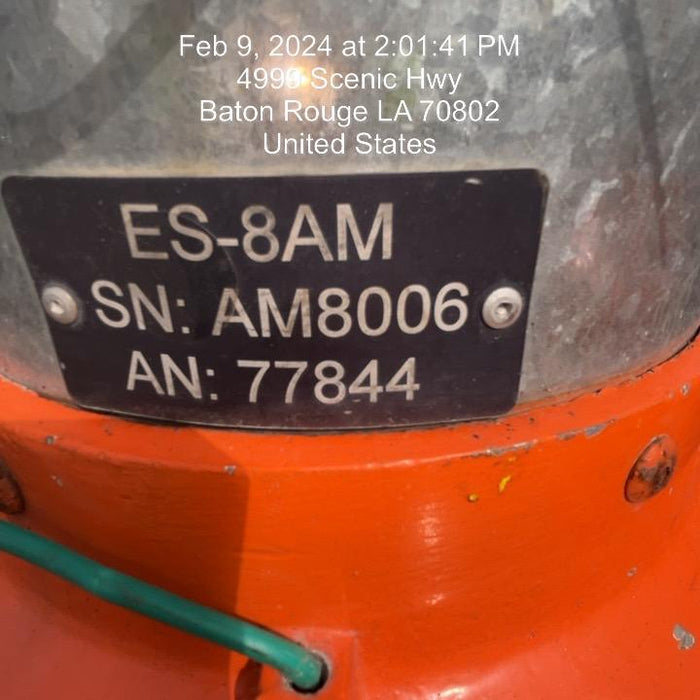 Feb 9, 2024 at 2:01:41 PM
4999 Scenic Hwy
Baton Rouge LA 70802
United States
ES-8AM
SN: AM8006
AN: 77844